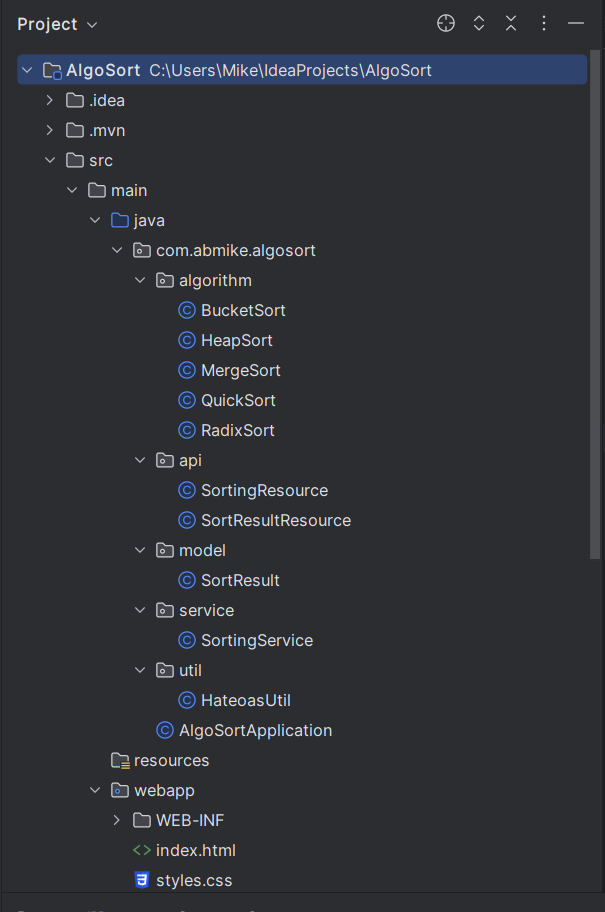 Project
AlgoSort C:\Users\Mike\IdeaProjects\AlgoSort
.idea
.mvn
src
main
java
com.abmike.algosort
algorithm
C BucketSort
C HeapSort
C MergeSort
C QuickSort
C RadixSort
api
C SortingResource
C SortResultResource
model
C SortResult
service
C SortingService
util
C HateoasUtil
C AlgoSortApplication
resources
webapp
WEB-INF
<> index.html
styles.css